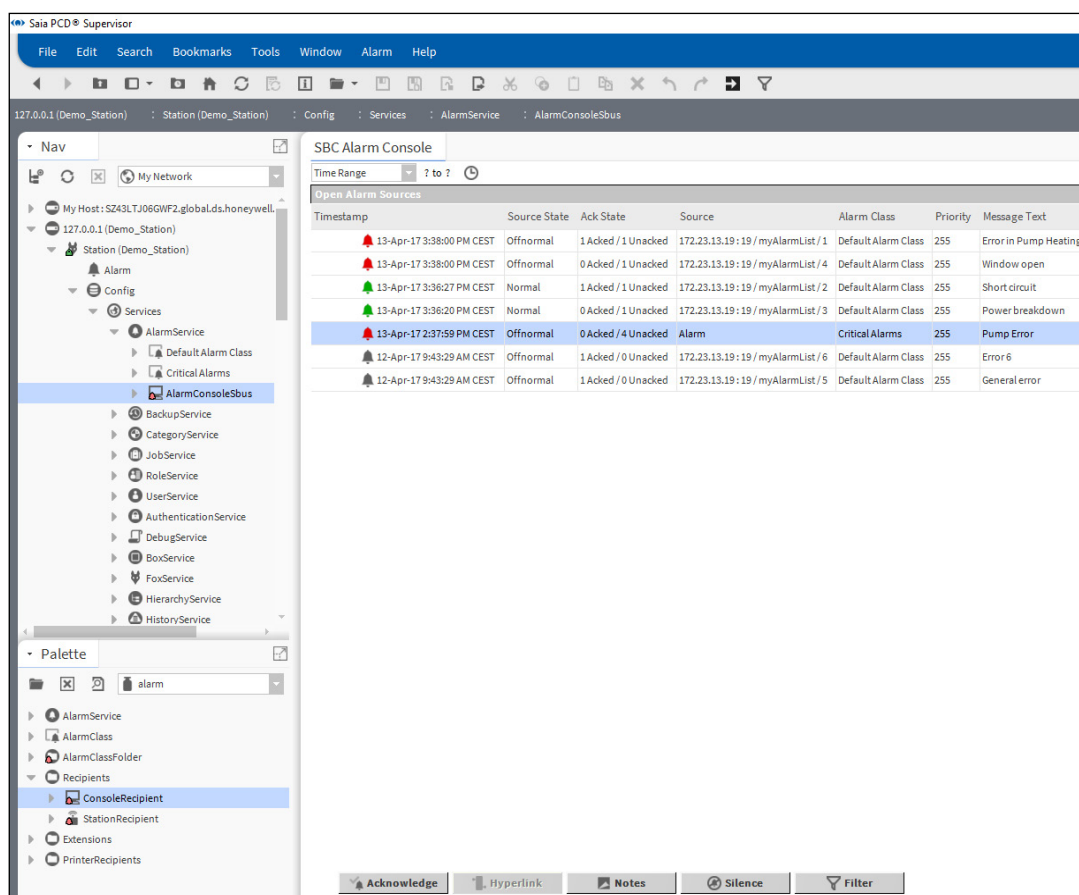 Saia PCD® Supervisor
File Edit Search Bookmarks Tools Window Alarm Help
127.0.0.1 (Demo_Station) : Station (Demo_Station) : Config : Services : AlarmService : AlarmConsoleSbus
Nav
My Network
My Host : SZ43LTJ06GWF2.global.ds.honeywell.
127.0.0.1 (Demo_Station)
Station (Demo_Station)
Alarm
Config
Services
AlarmService
Default Alarm Class
Critical Alarms
AlarmConsoleSbus
BackupService
CategoryService
JobService
RoleService
UserService
AuthenticationService
DebugService
BoxService
FoxService
HierarchyService
HistoryService
Palette
alarm
AlarmService
AlarmClass
AlarmClassFolder
Recipients
ConsoleRecipient
StationRecipient
Extensions
PrinterRecipients
SBC Alarm Console
Time Range ? to ?
Open Alarm Sources
Timestamp Source State Ack State Source Alarm Class Priority Message Text
13-Apr-17 3:38:00 PM CEST Offnormal 1 Acked / 1 Unacked 172.23.13.19 : 19 / myAlarmList / 1 Default Alarm Class 255 Error in Pump Heating
13-Apr-17 3:38:00 PM CEST Offnormal 0 Acked / 1 Unacked 172.23.13.19 : 19 / myAlarmList / 4 Default Alarm Class 255 Window open
13-Apr-17 3:36:27 PM CEST Normal 1 Acked / 1 Unacked 172.23.13.19 : 19 / myAlarmList / 2 Default Alarm Class 255 Short circuit
13-Apr-17 3:36:20 PM CEST Normal 0 Acked / 1 Unacked 172.23.13.19 : 19 / myAlarmList / 3 Default Alarm Class 255 Power breakdown
13-Apr-17 2:37:59 PM CEST Offnormal 0 Acked / 4 Unacked Alarm Critical Alarms 255 Pump Error
12-Apr-17 9:43:29 AM CEST Offnormal 1 Acked / 0 Unacked 172.23.13.19 : 19 / myAlarmList / 6 Default Alarm Class 255 Error 6
12-Apr-17 9:43:29 AM CEST Offnormal 1 Acked / 0 Unacked 172.23.13.19 : 19 / myAlarmList / 5 Default Alarm Class 255 General error
Acknowledge Hyperlink Notes Silence Filter